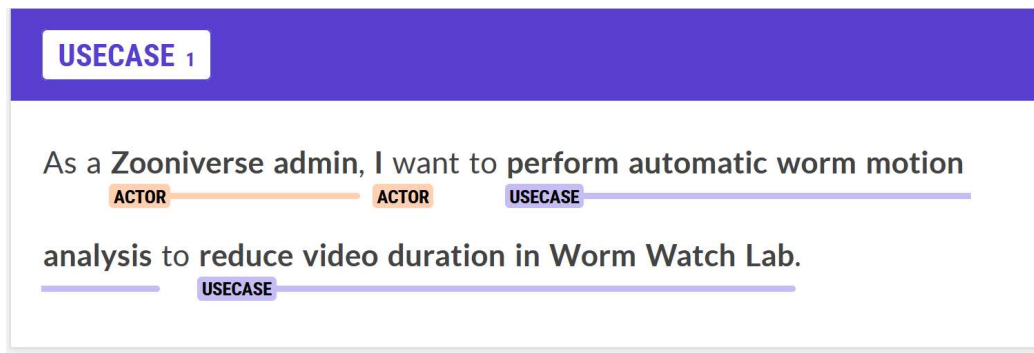 USECASE 1
As a Zooniverse admin, I want to perform automatic worm motion
ACTOR ACTOR USECASE
analysis to reduce video duration in Worm Watch Lab.
USECASE